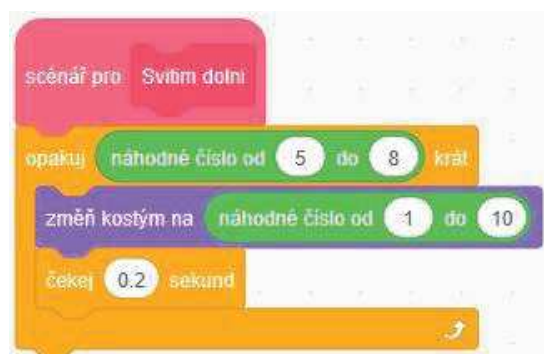 scénář pro Svitim dolni
opakuj náhodné číslo od 5 do 8 krát
změň kostým na náhodné číslo od 1 do 10
čekej 0.2 sekund